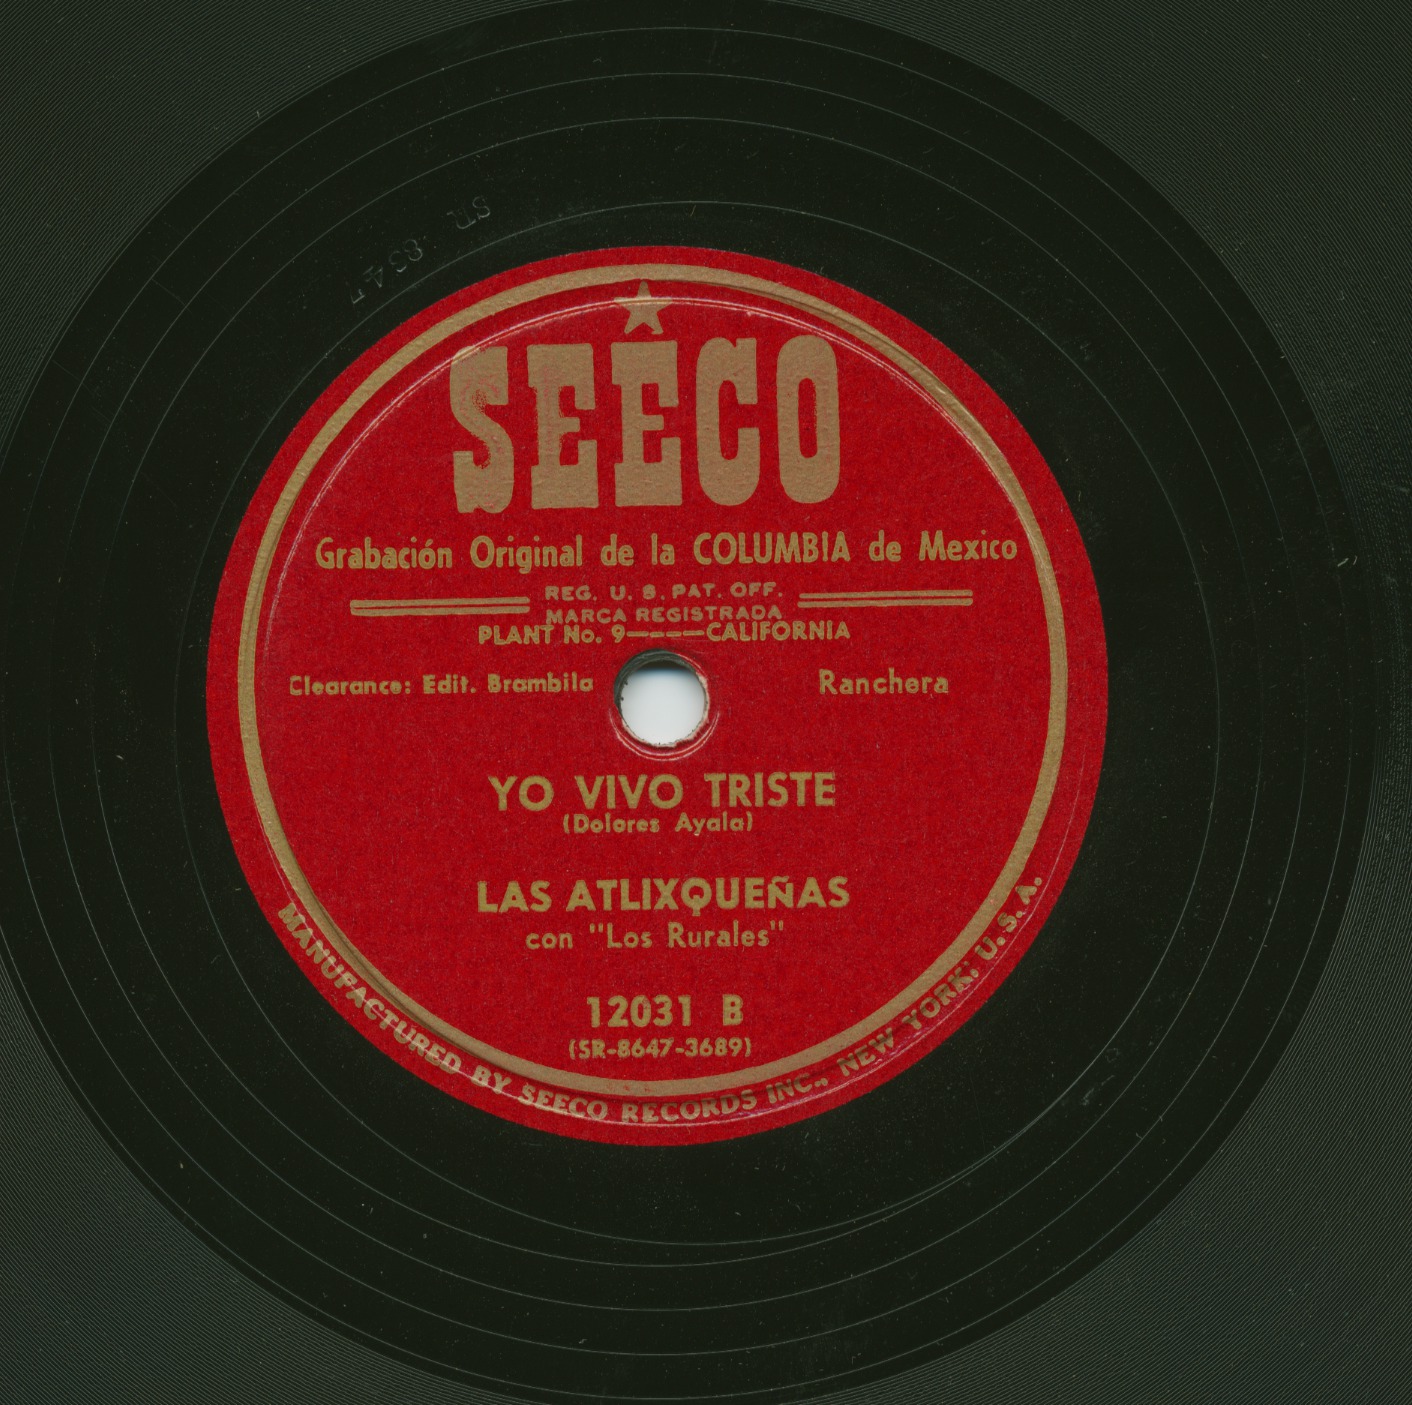 SEECO
Grabación Original de la COLUMBIA de Mexico
REG. U. S. PAT. OFF.
MARCA REGISTRADA
PLANT No. 9————CALIFORNIA
Clearance: Edit. Brambila
Ranchera
YO VIVO TRISTE
(Dolores Ayala)
LAS ATLIXQUEÑAS
con "Los Rurales"
12031 B
(SR-8647-3689)
MANUFACTURED BY SEECO RECORDS INC., NEW YORK, U. S. A.